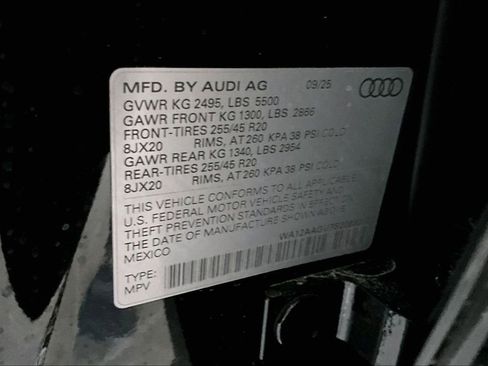 MFD. BY AUDI AG 09/25
GVWR KG 2495, LBS 5500
GAWR FRONT KG 1300, LBS 2866
FRONT-TIRES 255/45 R20
8JX20 RIMS, AT 260 KPA 38 PSI COLD
GAWR REAR KG 1340, LBS 2954
REAR-TIRES 255/45 R20
8JX20 RIMS, AT 260 KPA 38 PSI COLD
THIS VEHICLE CONFORMS TO ALL APPLICABLE
U.S. FEDERAL MOTOR VEHICLE SAFETY AND
THEFT PREVENTION STANDARDS IN EFFECT ON
THE DATE OF MANUFACTURE SHOWN ABOVE.
MEXICO
TYPE:
MPV